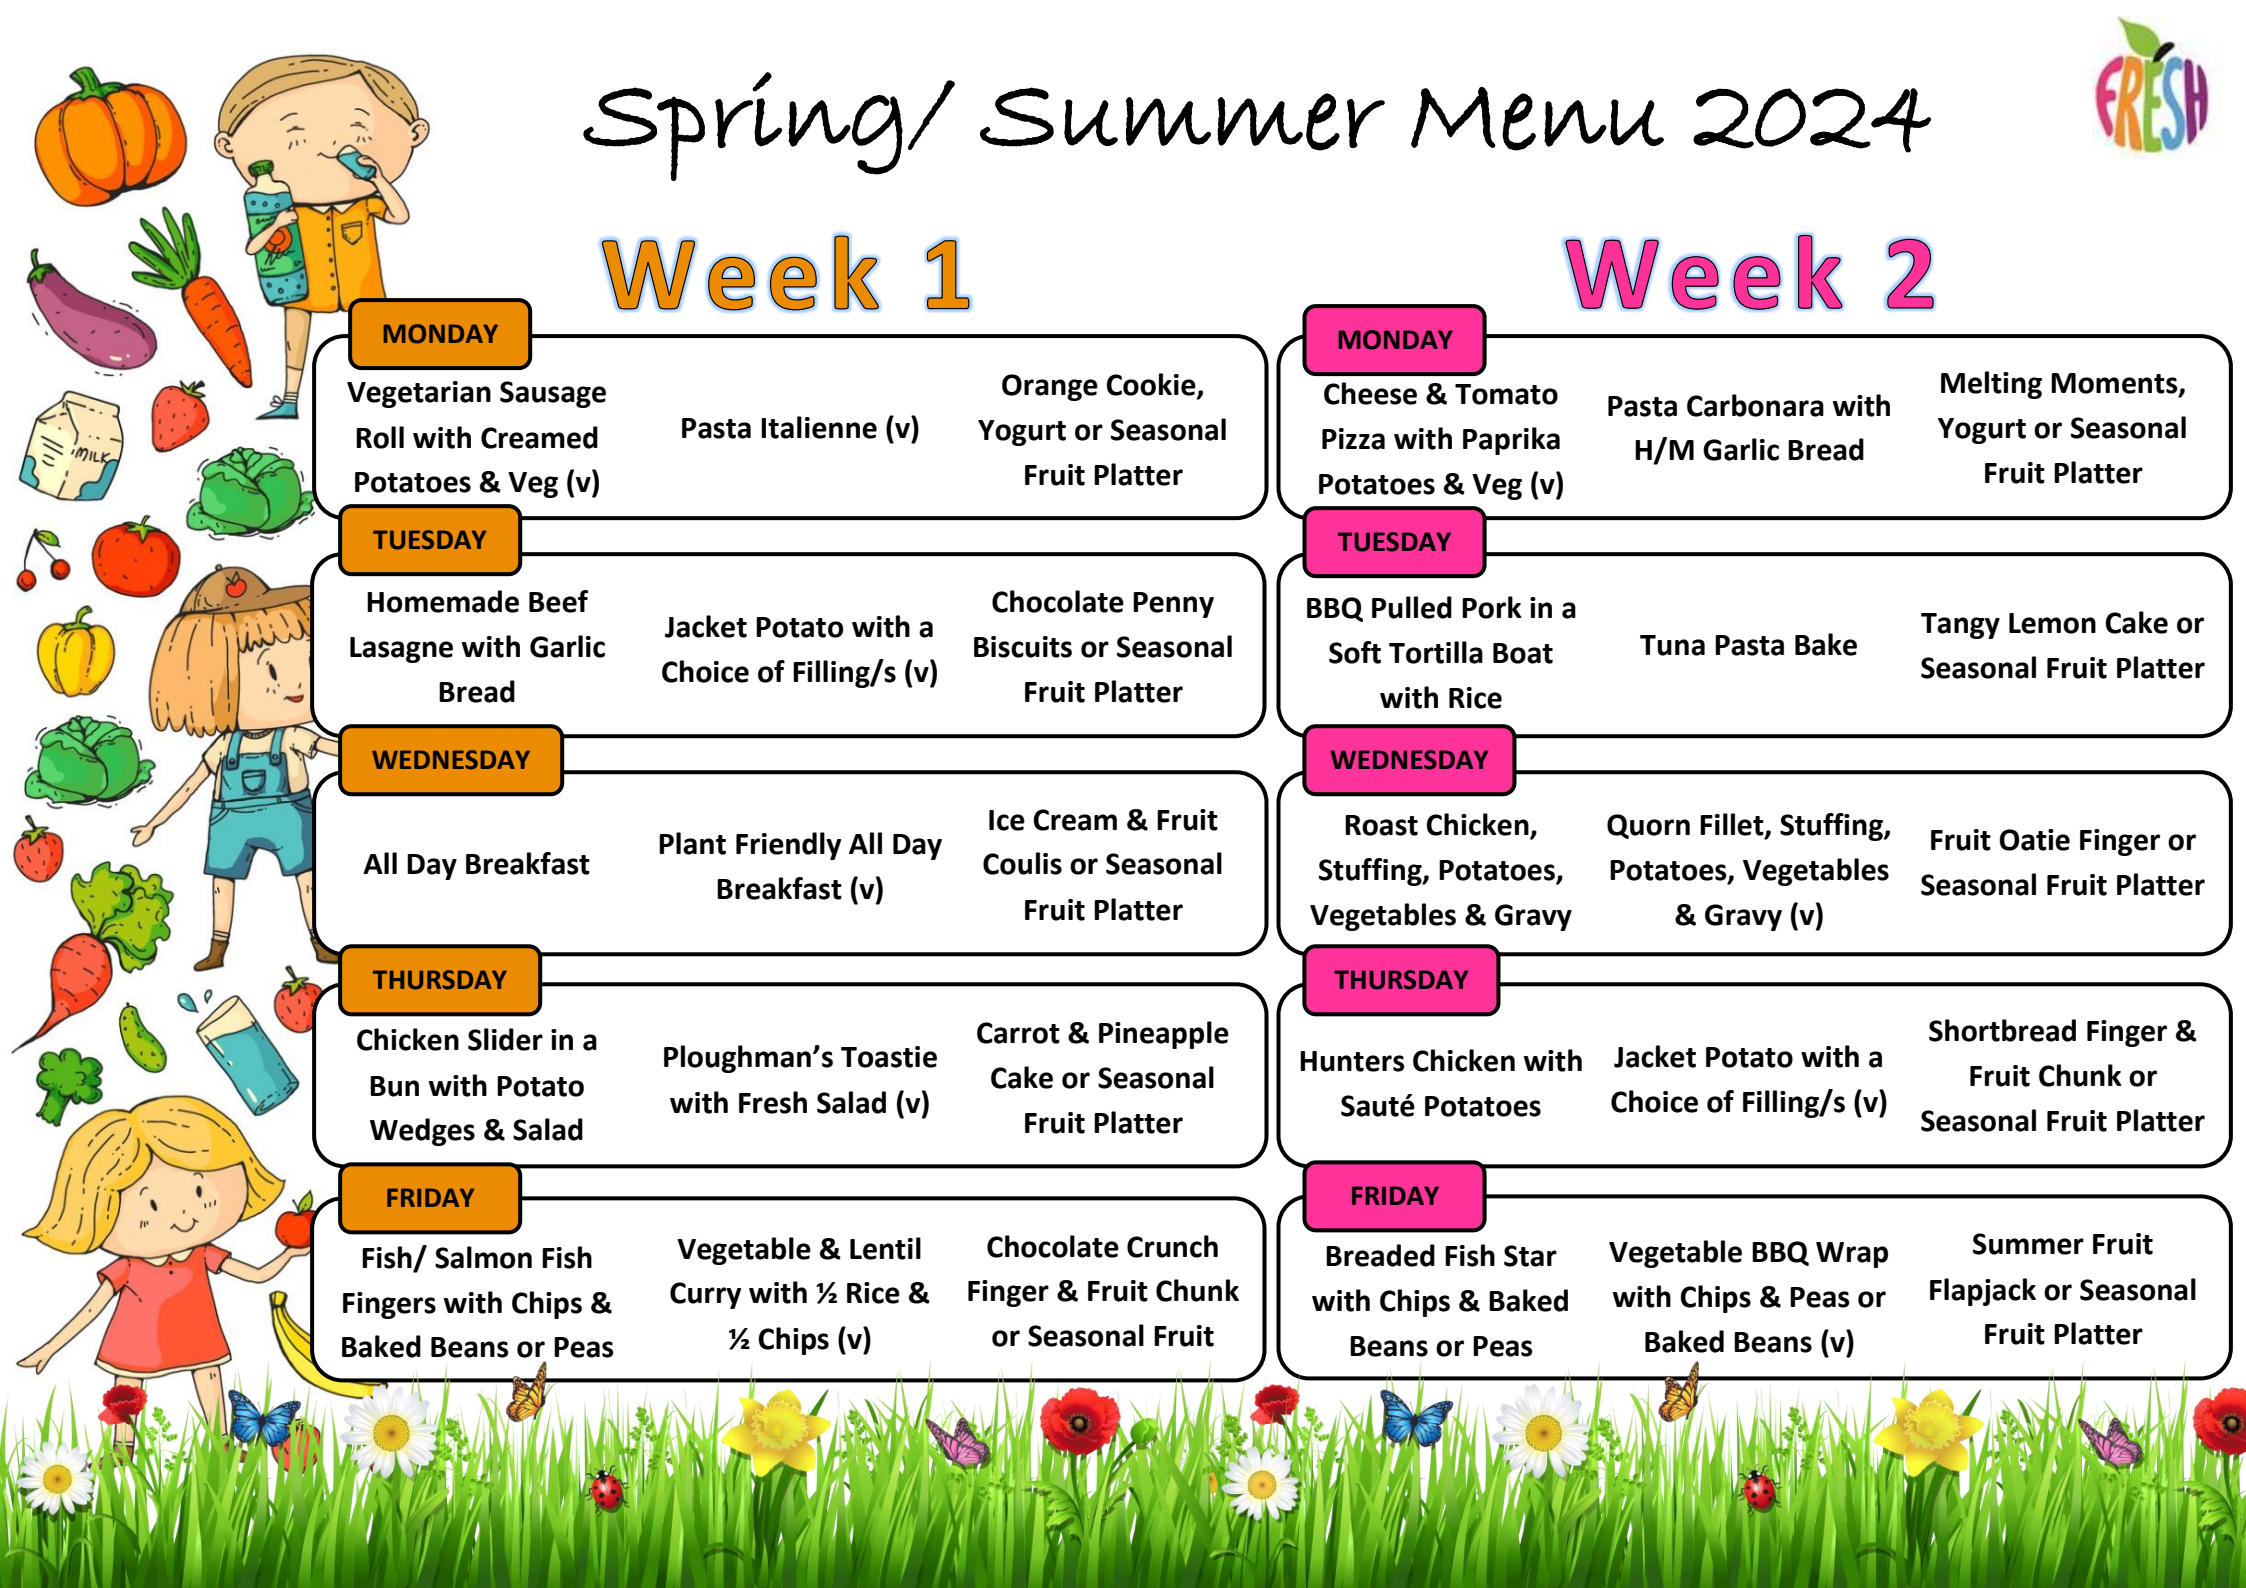 Spring/ Summer Menu 2024
FRESH
Week 1
MONDAY
Vegetarian Sausage
Roll with Creamed
Potatoes & Veg (v)
Pasta Italienne (v)
Orange Cookie,
Yogurt or Seasonal
Fruit Platter
TUESDAY
Homemade Beef
Lasagne with Garlic
Bread
Jacket Potato with a
Choice of Filling/s (v)
Chocolate Penny
Biscuits or Seasonal
Fruit Platter
WEDNESDAY
All Day Breakfast
Plant Friendly All Day
Breakfast (v)
Ice Cream & Fruit
Coulis or Seasonal
Fruit Platter
THURSDAY
Chicken Slider in a
Bun with Potato
Wedges & Salad
Ploughman’s Toastie
with Fresh Salad (v)
Carrot & Pineapple
Cake or Seasonal
Fruit Platter
FRIDAY
Fish/ Salmon Fish
Fingers with Chips &
Baked Beans or Peas
Vegetable & Lentil
Curry with ½ Rice &
½ Chips (v)
Chocolate Crunch
Finger & Fruit Chunk
or Seasonal Fruit
Week 2
MONDAY
Cheese & Tomato
Pizza with Paprika
Potatoes & Veg (v)
Pasta Carbonara with
H/M Garlic Bread
Melting Moments,
Yogurt or Seasonal
Fruit Platter
TUESDAY
BBQ Pulled Pork in a
Soft Tortilla Boat
with Rice
Tuna Pasta Bake
Tangy Lemon Cake or
Seasonal Fruit Platter
WEDNESDAY
Roast Chicken,
Stuffing, Potatoes,
Vegetables & Gravy
Quorn Fillet, Stuffing,
Potatoes, Vegetables
& Gravy (v)
Fruit Oatie Finger or
Seasonal Fruit Platter
THURSDAY
Hunters Chicken with
Sauté Potatoes
Jacket Potato with a
Choice of Filling/s (v)
Shortbread Finger &
Fruit Chunk or
Seasonal Fruit Platter
FRIDAY
Breaded Fish Star
with Chips & Baked
Beans or Peas
Vegetable BBQ Wrap
with Chips & Peas or
Baked Beans (v)
Summer Fruit
Flapjack or Seasonal
Fruit Platter
MILK